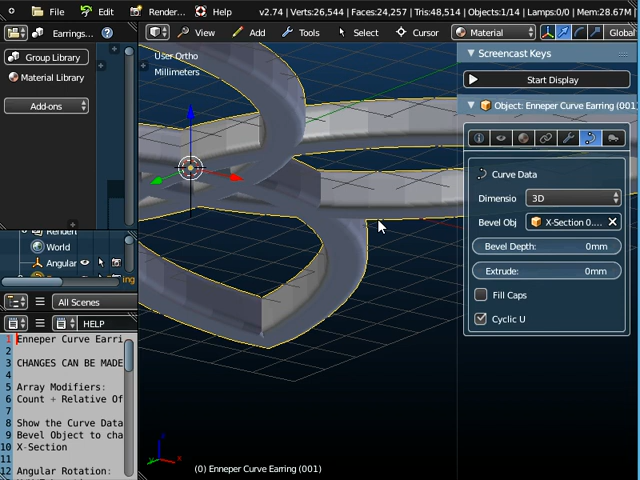 File Add Render... Help v2.74 | Verts:26,544 | Faces:24,257 | Tris:48,514 | Objects:1/14 | Lamps:0/0 | Mem:28.67M
Earrings... View Add Tools Select Cursor Material Global
Group Library
Material Library
Add-ons
User Ortho
Millimeters
Screencast Keys
Start Display
Object: Enneper Curve Earring (001)
Curve Data
Dimensio 3D
Bevel Obj X-Section 0....
Bevel Depth: 0mm
Extrude: 0mm
Fill Caps
Cyclic U
World
Angular
All Scenes
HELP
1 Enneper Curve Earri
2
3 CHANGES CAN BE MADE
4
5 Array Modifiers:
6 Count + Relative Of
7
8 Show the Curve Data
9 Bevel Object to cha
10 X-Section
11
12 Angular Rotation:
(0) Enneper Curve Earring (001)